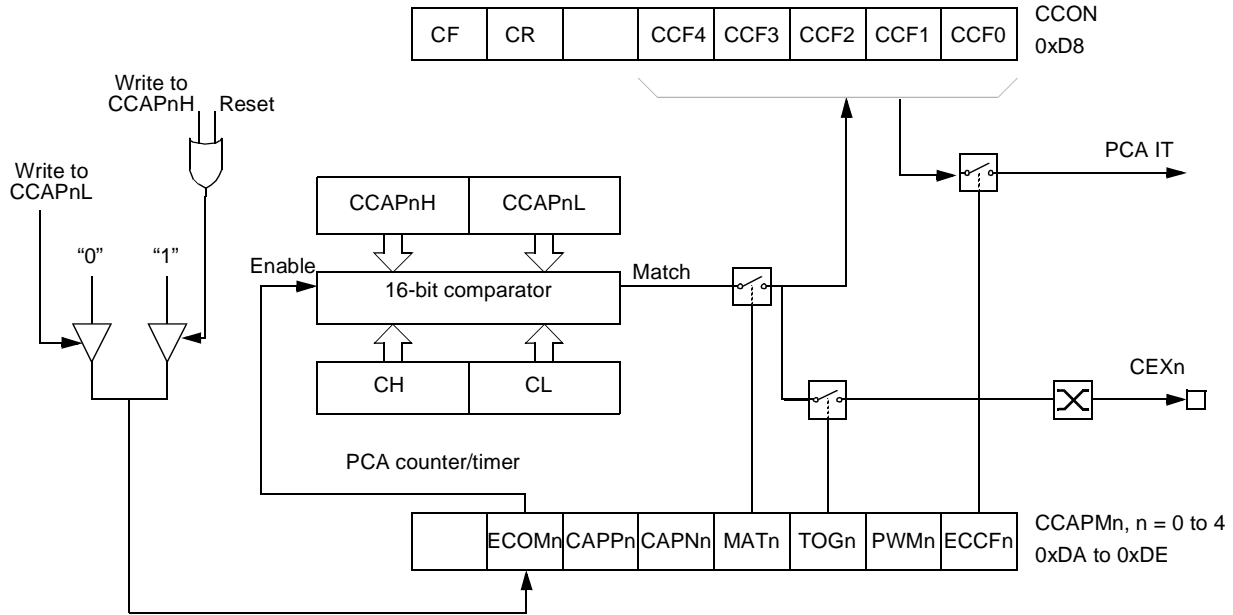 CF CR CCF4 CCF3 CCF2 CCF1 CCF0
CCON
0xD8
Write to
CCAPnH Reset
Write to
CCAPnL
PCA IT
CCAPnH CCAPnL
“0” “1”
Enable
16-bit comparator
Match
CH CL
CEXn
PCA counter/timer
ECOMn CAPPn CAPNn MATn TOGn PWMn ECCFn
CCAPMn, n = 0 to 4
0xDA to 0xDE